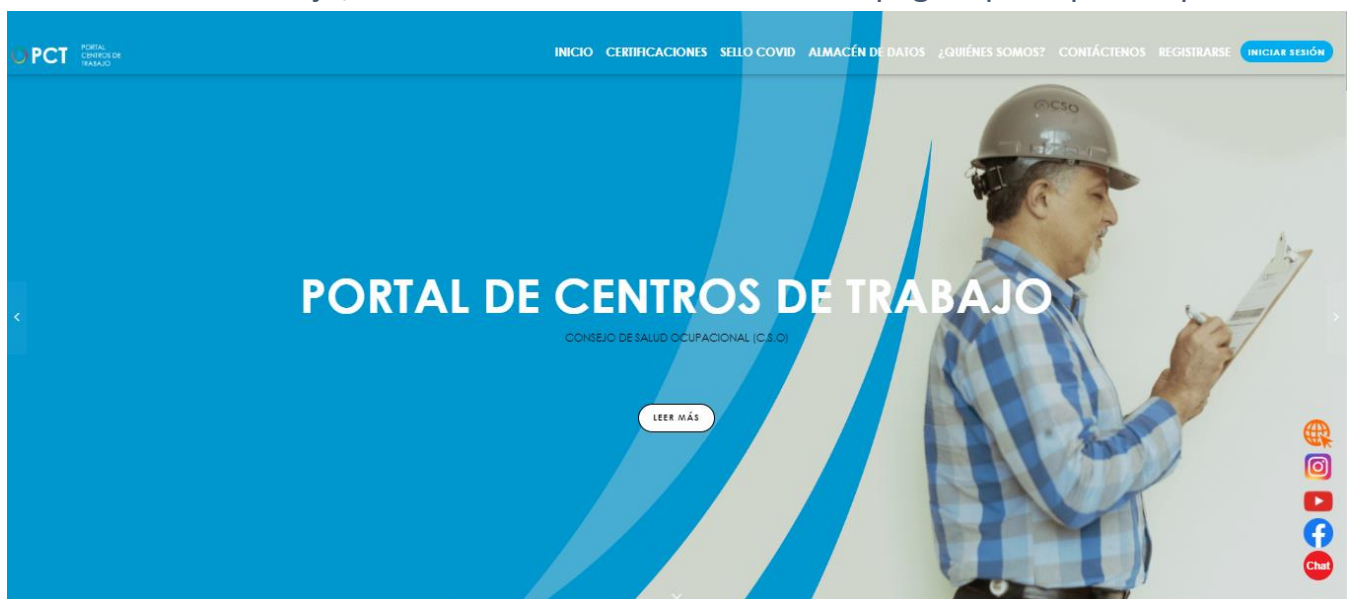 PCT
PORTAL
CENTROS DE
TRABAJO
INICIO CERTIFICACIONES SELLO COVID ALMACÉN DE DATOS ¿QUIÉNES SOMOS? CONTÁCTENOS REGISTRARSE INICIAR SESIÓN
CSO
PORTAL DE CENTROS DE TRABAJO
CONSEJO DE SALUD OCUPACIONAL (C.S.O)
LEER MÁS
Chat